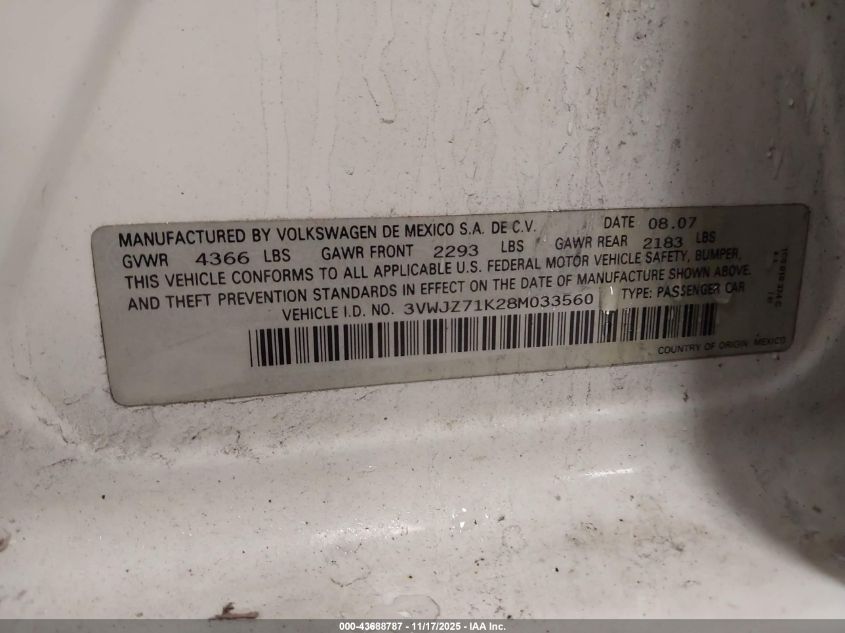 MANUFACTURED BY VOLKSWAGEN DE MEXICO S.A. DE C.V. DATE 08.07
GVWR 4366 LBS GAWR FRONT 2293 LBS GAWR REAR 2183 LBS
THIS VEHICLE CONFORMS TO ALL APPLICABLE U.S. FEDERAL MOTOR VEHICLE SAFETY, BUMPER,
AND THEFT PREVENTION STANDARDS IN EFFECT ON THE DATE OF MANUFACTURE SHOWN ABOVE.
VEHICLE I.D. NO. 3VWJZ71K28M033560 TYPE: PASSENGER CAR
COUNTRY OF ORIGIN MEXICO
000-43688787 - 11/17/2025 - IAA Inc.